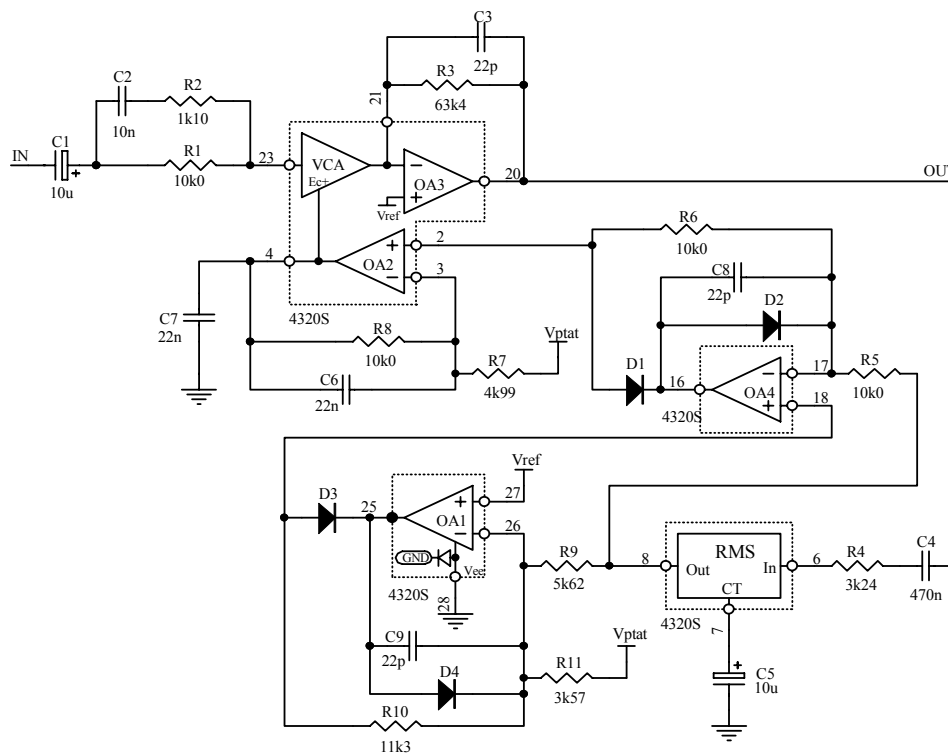 C3
22p
R3
63k4
21
C2
10n
R2
1k10
C1
IN
+
10u
R1
10k0
23
VCA
Ec+
−
+
OA3
Vref
20
OUT
4
OA2
+
−
2
3
4320S
R6
10k0
C8
22p
D2
C7
22n
R8
10k0
C6
22n
R7
4k99
Vptat
D1
16
OA4
−
+
17
18
4320S
R5
10k0
Vref
D3
25
OA1
+
−
27
26
GND
Vee
4320S
28
R9
5k62
8
Out
RMS
In
CT
6
R4
3k24
C4
470n
4320S
7
C9
22p
D4
R11
3k57
Vptat
+
C5
10u
R10
11k3